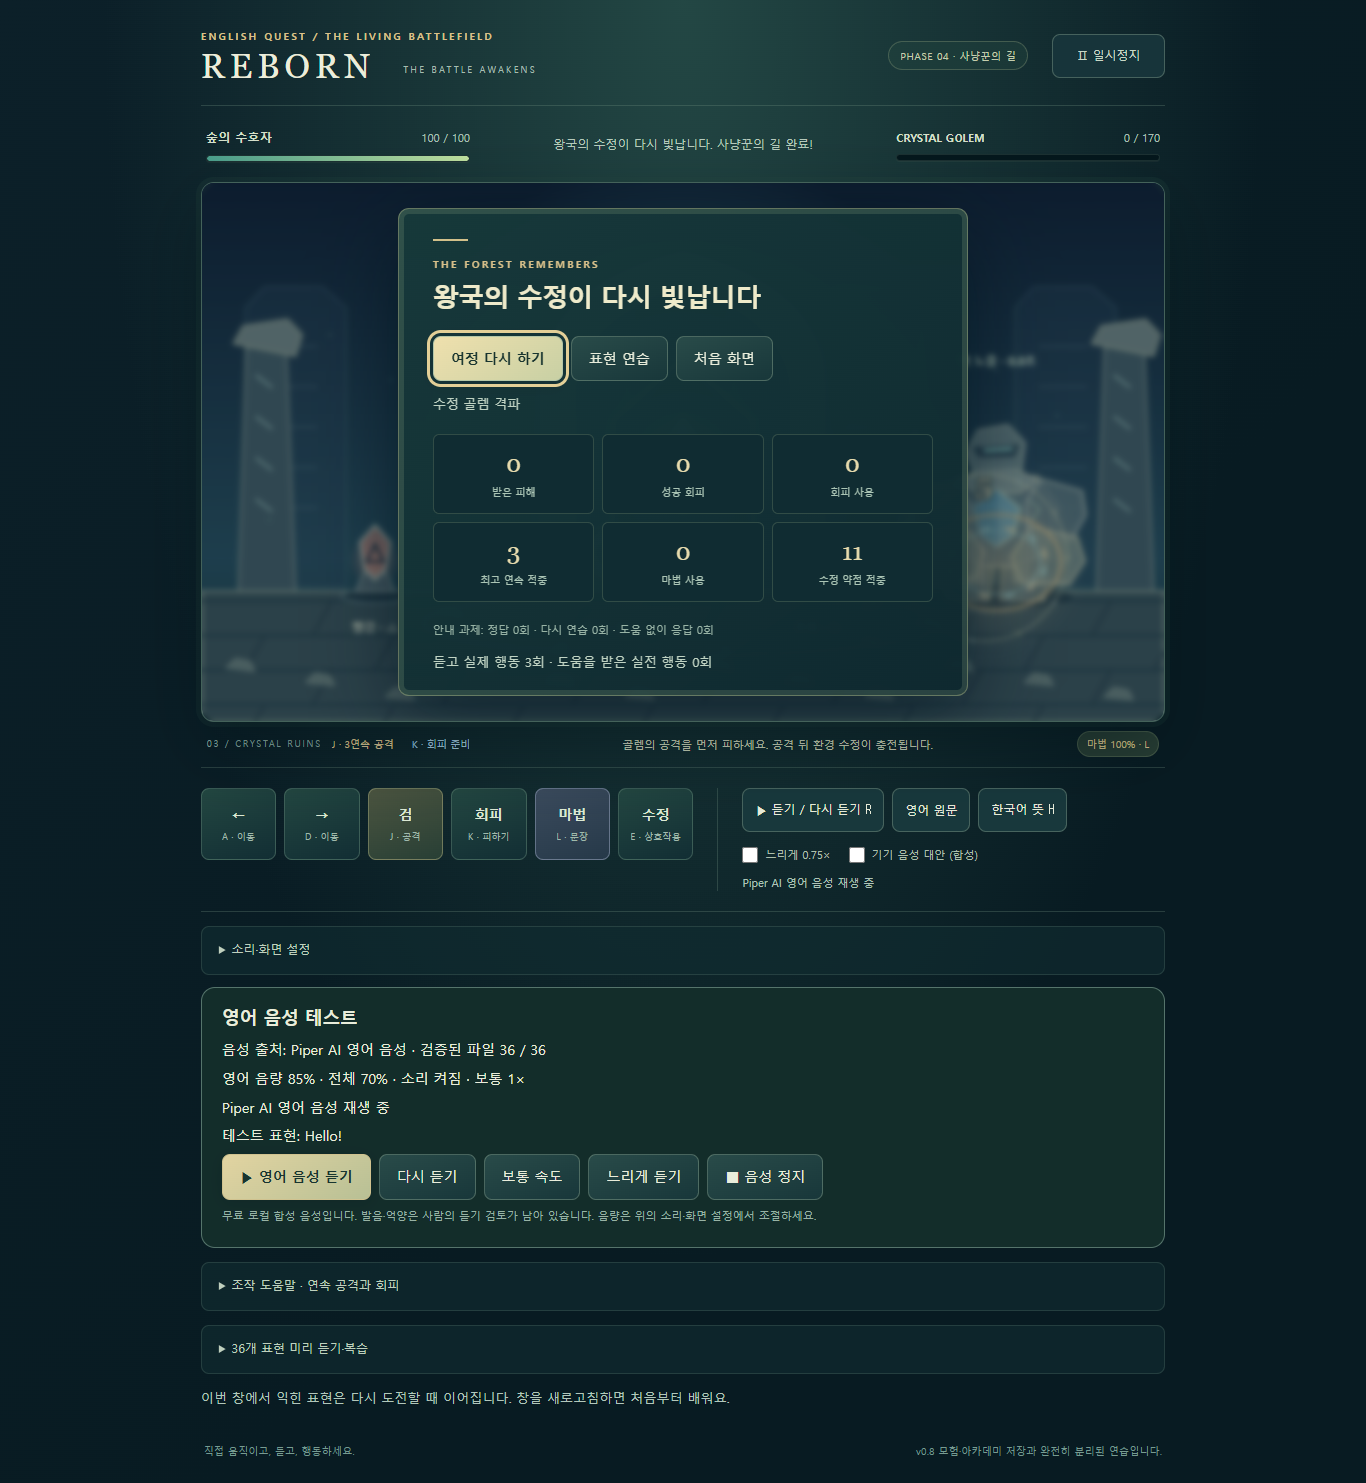 ENGLISH QUEST / THE LIVING BATTLEFIELD
REBORN THE BATTLE AWAKENS
PHASE 04 · 사냥꾼의 길
Ⅱ 일시정지
숲의 수호자 100 / 100
왕국의 수정이 다시 빛납니다. 사냥꾼의 길 완료!
CRYSTAL GOLEM 0 / 170
THE FOREST REMEMBERS
왕국의 수정이 다시 빛납니다
여정 다시 하기 표현 연습 처음 화면
수정 골렘 격파
0 0 0
받은 피해 성공 회피 회피 사용
3 0 11
최고 연속 적중 마법 사용 수정 약점 적중
안내 과제: 정답 0회 · 다시 연습 0회 · 도움 없이 응답 0회
듣고 실제 행동 3회 · 도움을 받은 실전 행동 0회
03 / CRYSTAL RUINS J · 3연속 공격 K · 회피 준비
골렘의 공격을 먼저 피하세요. 공격 뒤 환경 수정이 충전됩니다.
마법 100% · L
← → 검 회피 마법 수정
A · 이동 D · 이동 J · 공격 K · 피하기 L · 문장 E · 상호작용
▶ 듣기 / 다시 듣기 R 영어 원문 한국어 뜻 H
느리게 0.75× 기기 음성 대안 (합성)
Piper AI 영어 음성 재생 중
▶ 소리·화면 설정
영어 음성 테스트
음성 출처: Piper AI 영어 음성 · 검증된 파일 36 / 36
영어 음량 85% · 전체 70% · 소리 켜짐 · 보통 1×
Piper AI 영어 음성 재생 중
테스트 표현: Hello!
▶ 영어 음성 듣기 다시 듣기 보통 속도 느리게 듣기 ■ 음성 정지
무료 로컬 합성 음성입니다. 발음·억양은 사람의 듣기 검토가 남아 있습니다. 음량은 위의 소리·화면 설정에서 조절하세요.
▶ 조작 도움말 · 연속 공격과 회피
▶ 36개 표현 미리 듣기·복습
이번 창에서 익힌 표현은 다시 도전할 때 이어집니다. 창을 새로고침하면 처음부터 배워요.
직접 움직이고, 듣고, 행동하세요.
v0.8 모험·아카데미 저장과 완전히 분리된 연습입니다.